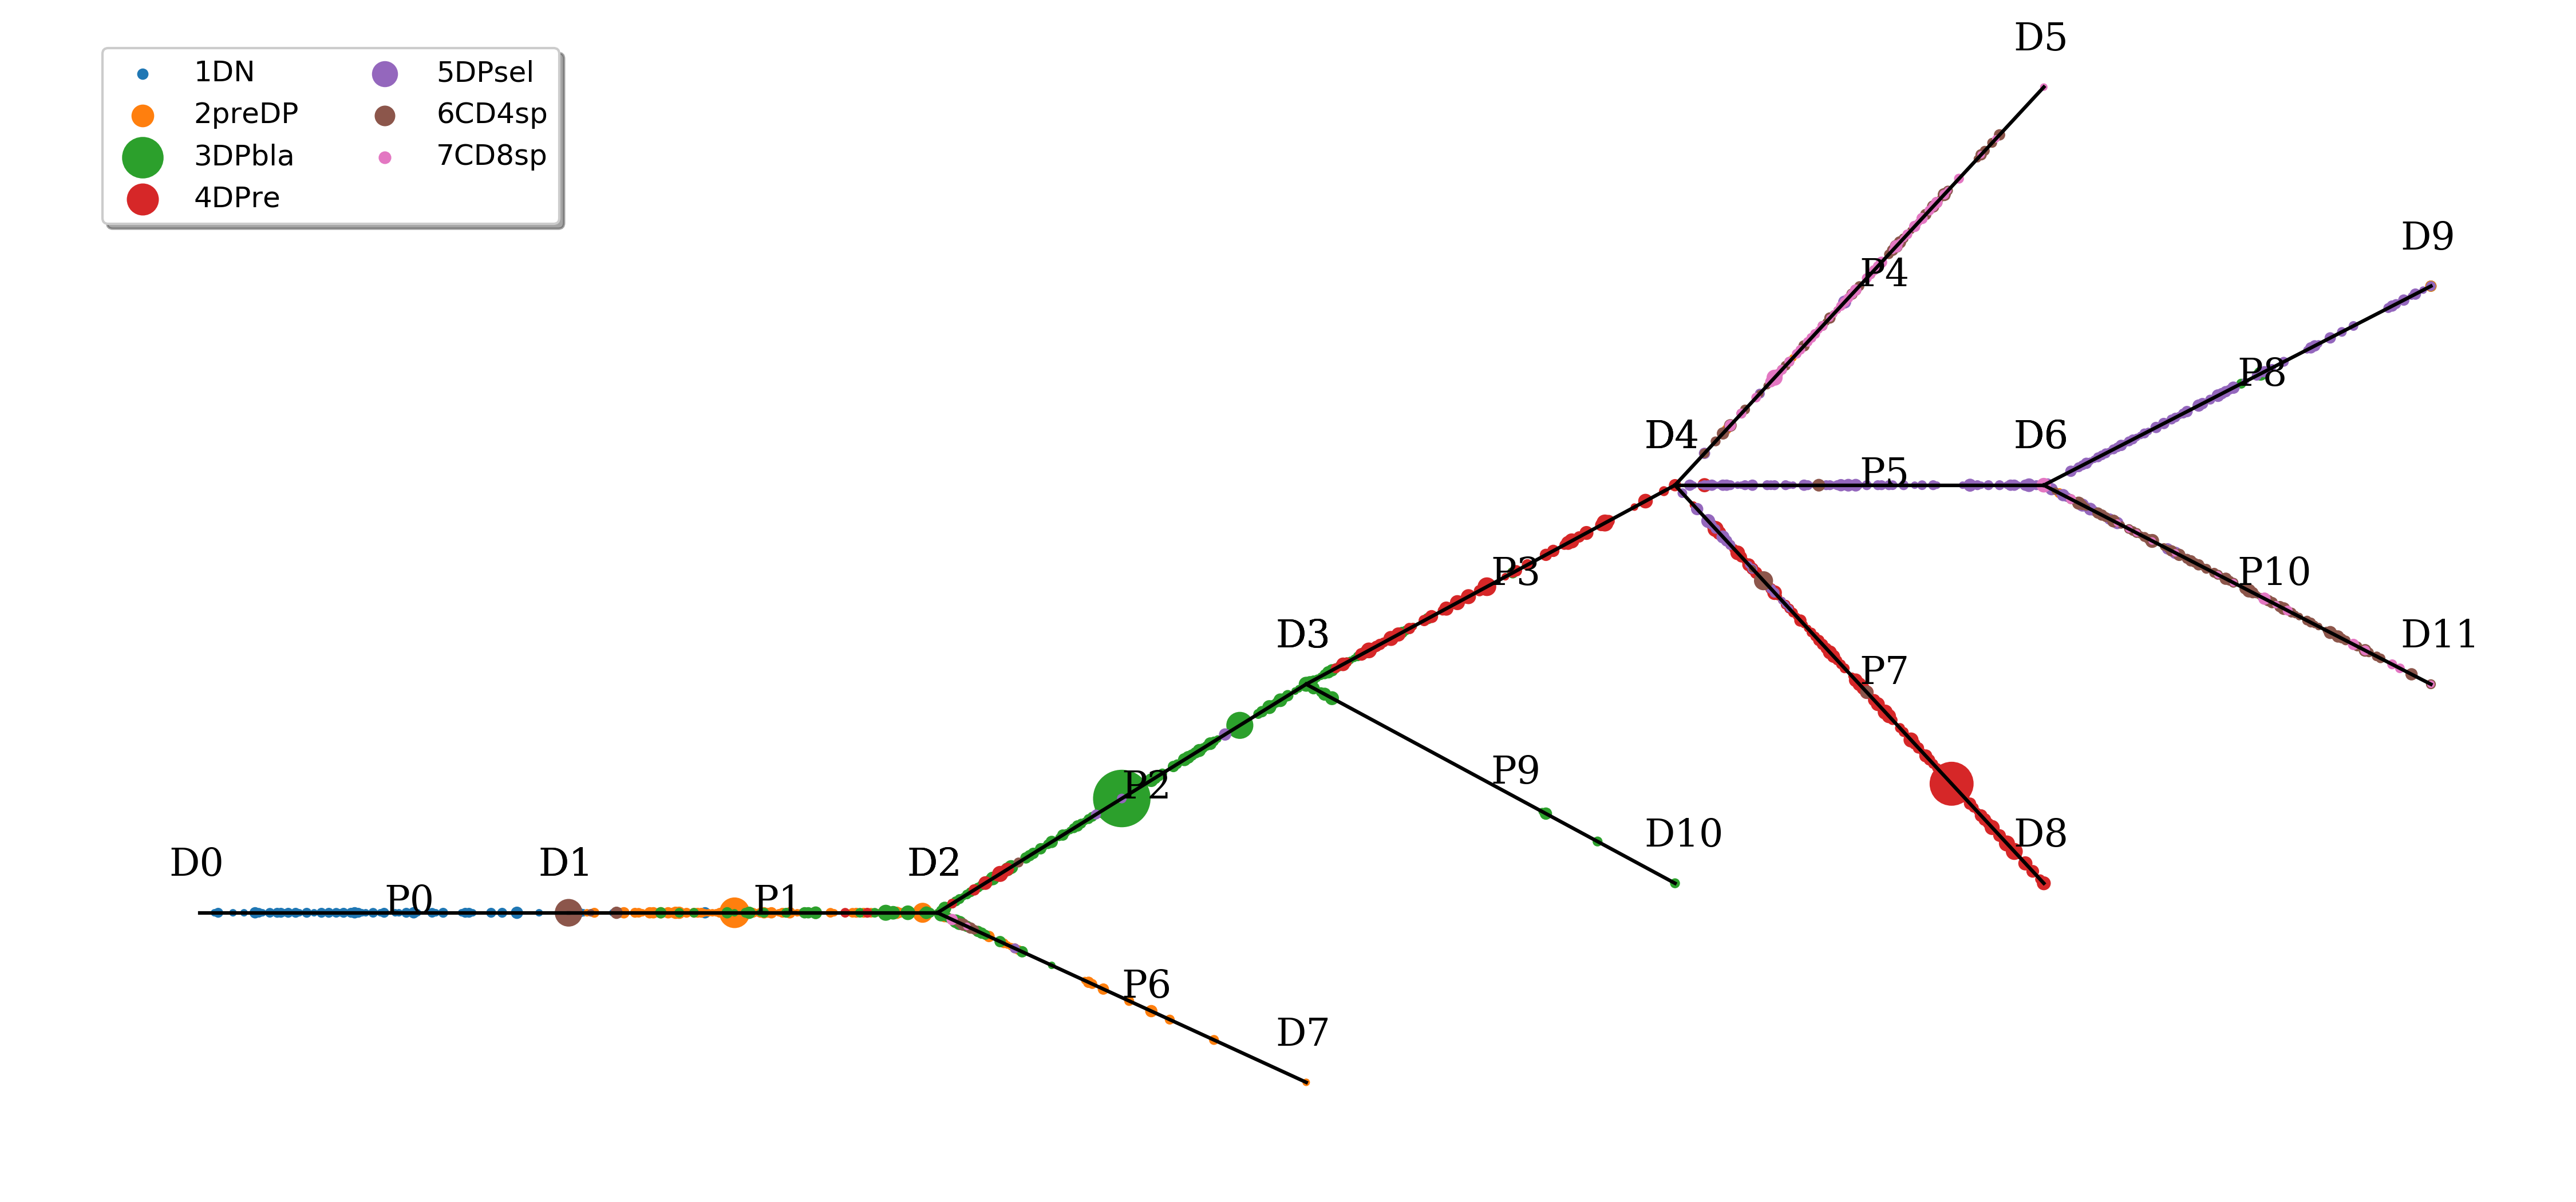 1DN
2preDP
3DPbla
4DPre
5DPsel
6CD4sp
7CD8sp
D5
D9
P4
P8
D4
D6
P5
P3
P10
D3
D11
P7
P2
P9
D10
D8
D0
D1
D2
P0
P1
P6
D7